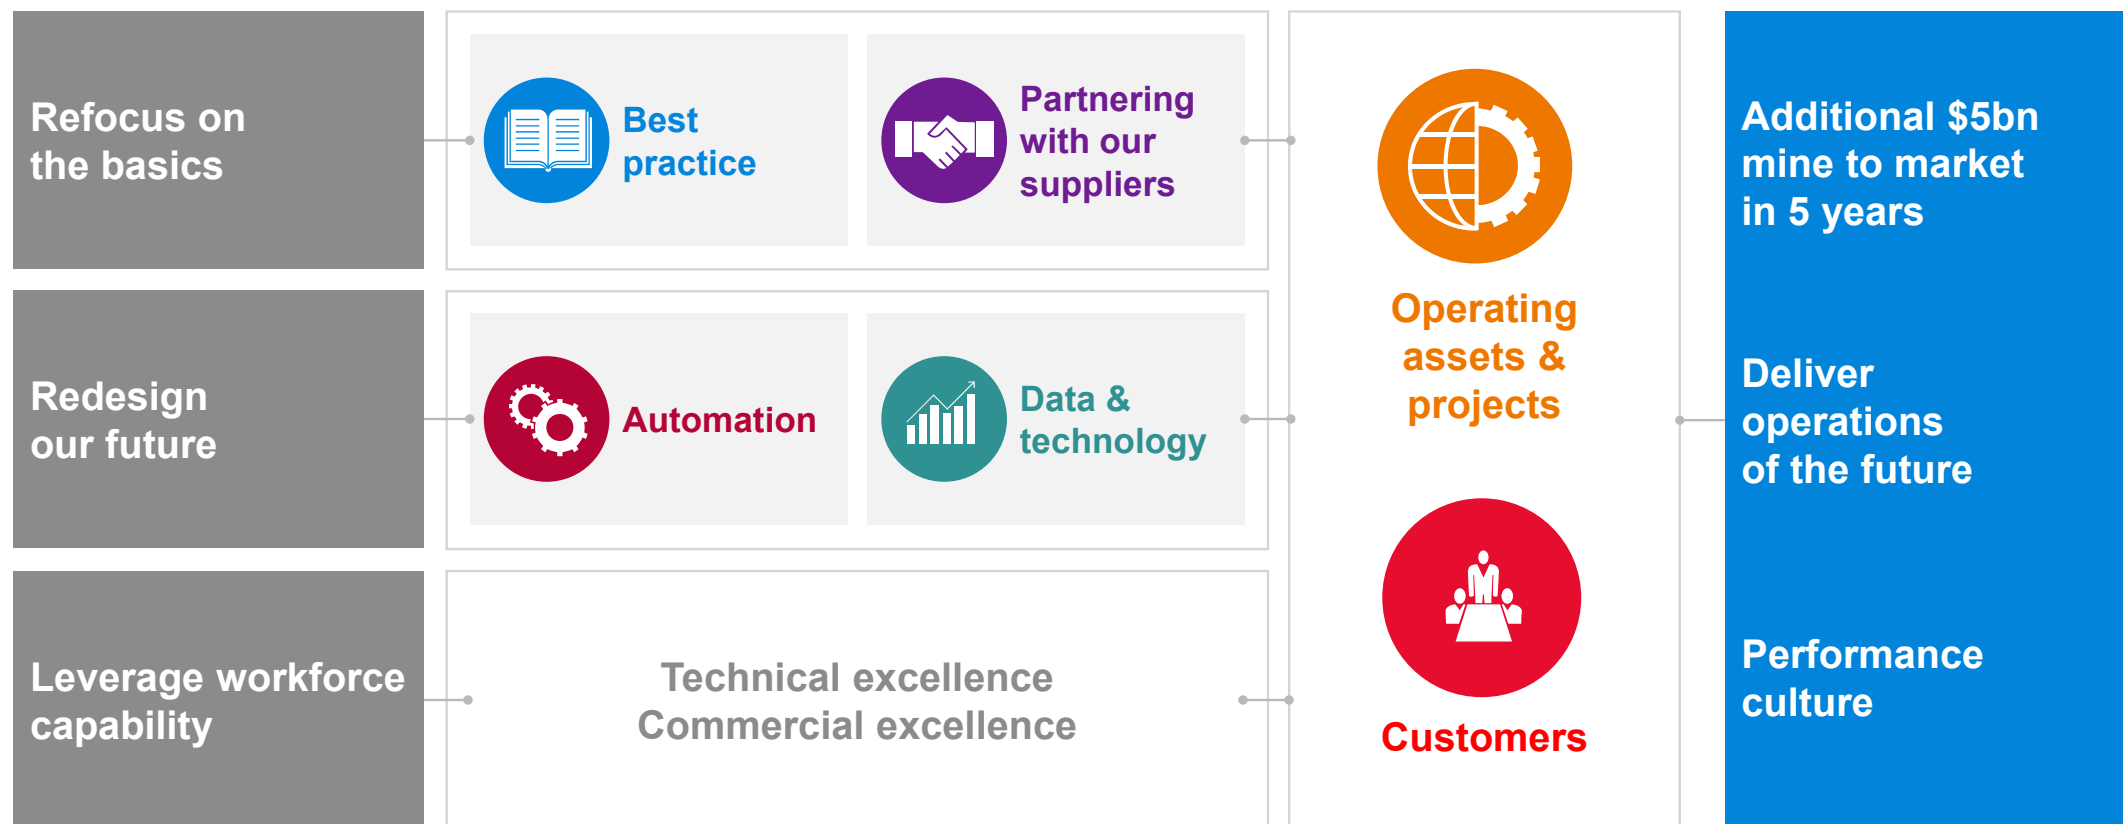 Refocus on
the basics
Best
practice
Partnering
with our
suppliers
Redesign
our future
Automation
Data &
technology
Leverage workforce
capability
Technical excellence
Commercial excellence
Operating
assets &
projects
Customers
Additional $5bn
mine to market
in 5 years
Deliver
operations
of the future
Performance
culture